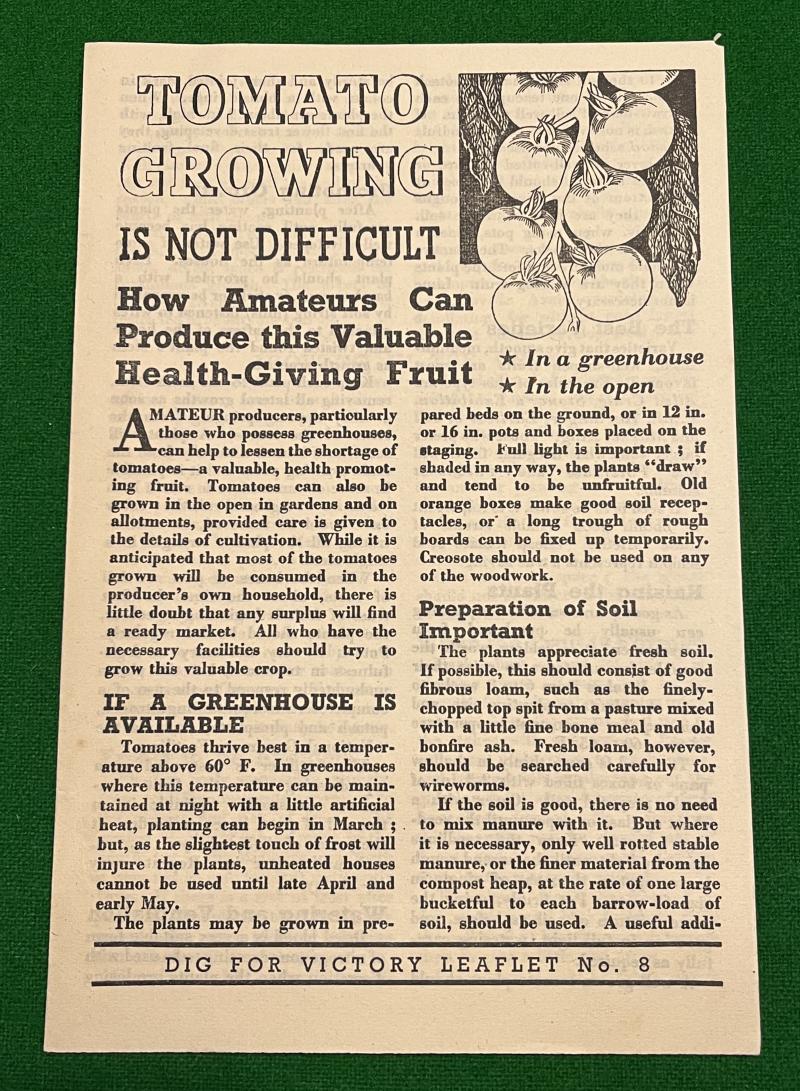 TOMATO
GROWING
IS NOT DIFFICULT
How Amateurs Can
Produce this Valuable
Health-Giving Fruit
★ In a greenhouse
★ In the open
AMATEUR producers, particularly
those who possess greenhouses,
can help to lessen the shortage of
tomatoes—a valuable, health promot-
ing fruit. Tomatoes can also be
grown in the open in gardens and on
allotments, provided care is given to
the details of cultivation. While it is
anticipated that most of the tomatoes
grown will be consumed in the
producer's own household, there is
little doubt that any surplus will find
a ready market. All who have the
necessary facilities should try to
grow this valuable crop.
IF A GREENHOUSE IS
AVAILABLE
Tomatoes thrive best in a temper-
ature above 60° F. In greenhouses
where this temperature can be main-
tained at night with a little artificial
heat, planting can begin in March ;
but, as the slightest touch of frost will
injure the plants, unheated houses
cannot be used until late April and
early May.
The plants may be grown in pre-
pared beds on the ground, or in 12 in.
or 16 in. pots and boxes placed on the
staging. Full light is important ; if
shaded in any way, the plants "draw"
and tend to be unfruitful. Old
orange boxes make good soil recep-
tacles, or a long trough of rough
boards can be fixed up temporarily.
Creosote should not be used on any
of the woodwork.
Preparation of Soil
Important
The plants appreciate fresh soil.
If possible, this should consist of good
fibrous loam, such as the finely-
chopped top spit from a pasture mixed
with a little fine bone meal and old
bonfire ash. Fresh loam, however,
should be searched carefully for
wireworms.
If the soil is good, there is no need
to mix manure with it. But where
it is necessary, only well rotted stable
manure, or the finer material from the
compost heap, at the rate of one large
bucketful to each barrow-load of
soil, should be used. A useful addi-
DIG FOR VICTORY LEAFLET No. 8